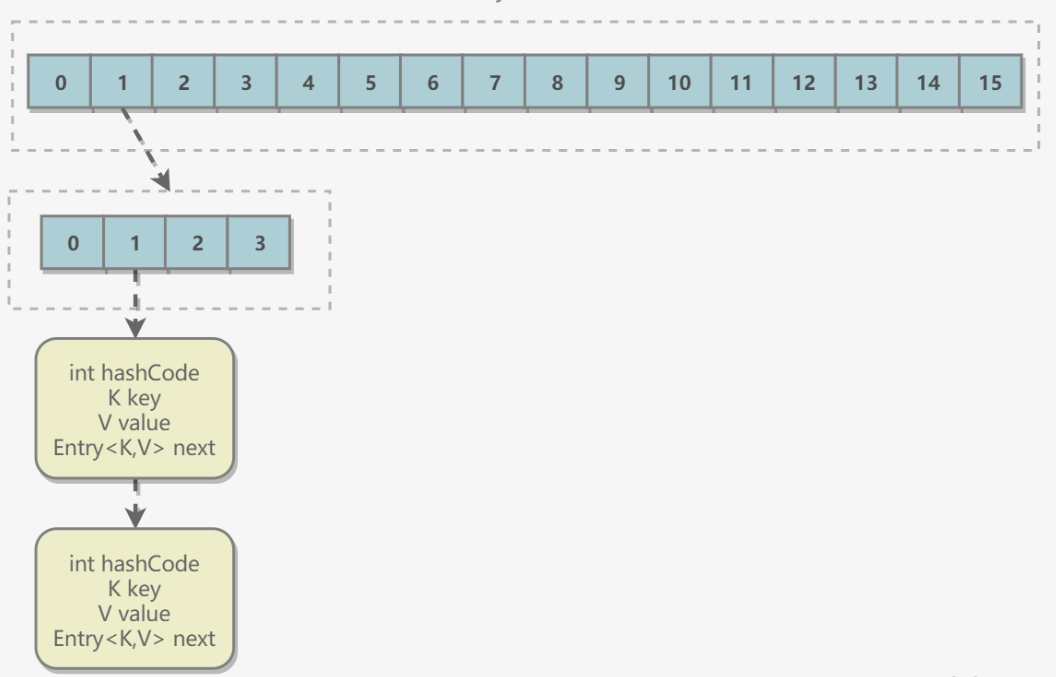 0 1 2 3 4 5 6 7 8 9 10 11 12 13 14 15
0 1 2 3
int hashCode
K key
V value
Entry<K,V> next
int hashCode
K key
V value
Entry<K,V> next